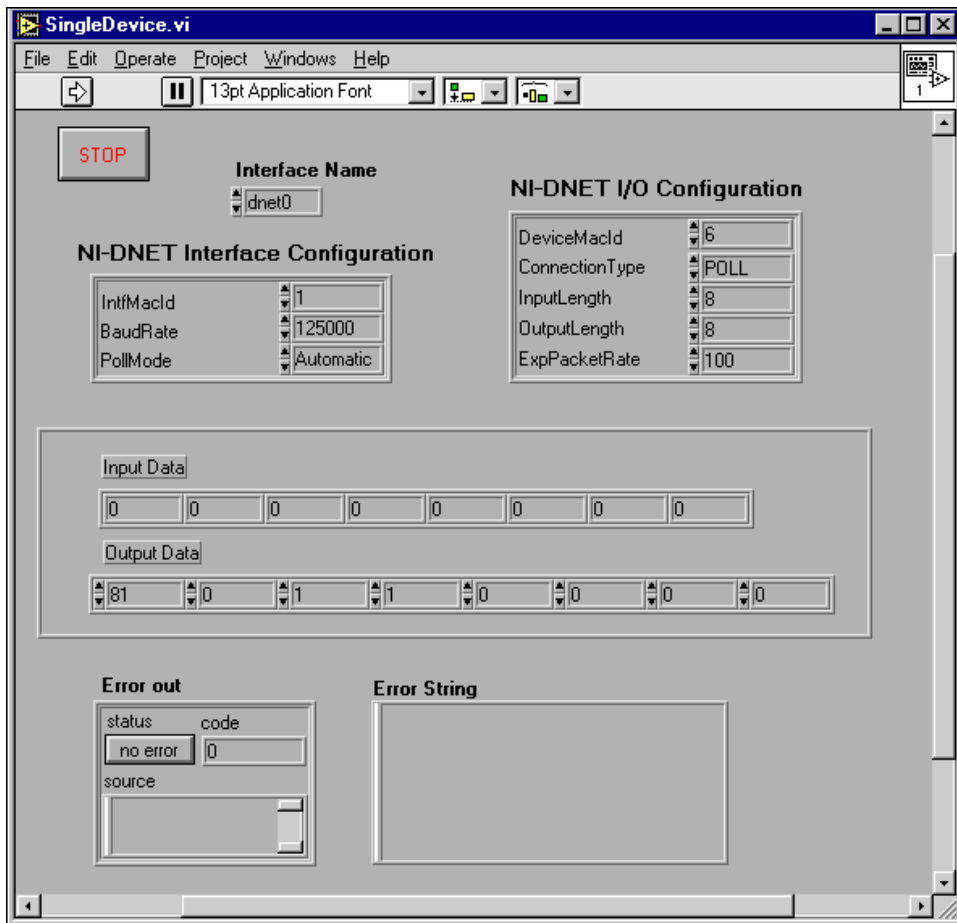 SingleDevice.vi
File Edit Operate Project Windows Help
13pt Application Font
1
STOP
Interface Name
dnet0
NI-DNET Interface Configuration
IntfMacId 1
BaudRate 125000
PollMode Automatic
NI-DNET I/O Configuration
DeviceMacId 6
ConnectionType POLL
InputLength 8
OutputLength 8
ExpPacketRate 100
Input Data
0 0 0 0 0 0 0 0
Output Data
81 0 1 1 0 0 0 0
Error out
status code
no error 0
source
Error String